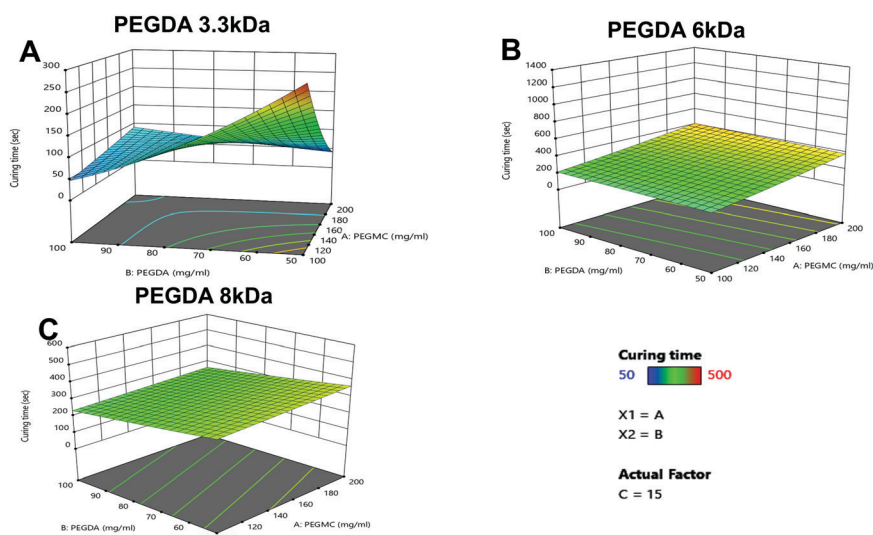 PEGDA 3.3kDa
A
300
250
200
150
100
50
0
Curing time (sec)
200
180
160
140
120
100
A: PEGMC (mg/ml)
100
90
80
70
60
50
B: PEGDA (mg/ml)
PEGDA 6kDa
B
1400
1200
1000
800
600
400
200
0
Curing time (sec)
100
90
80
70
60
50
B: PEGDA (mg/ml)
200
180
160
140
120
100
A: PEGMC (mg/ml)
PEGDA 8kDa
C
600
500
400
300
200
100
0
Curing time (sec)
100
90
80
70
60
B: PEGDA (mg/ml)
200
180
160
140
120
A: PEGMC (mg/ml)
Curing time
50 500
X1 = A
X2 = B
Actual Factor
C = 15